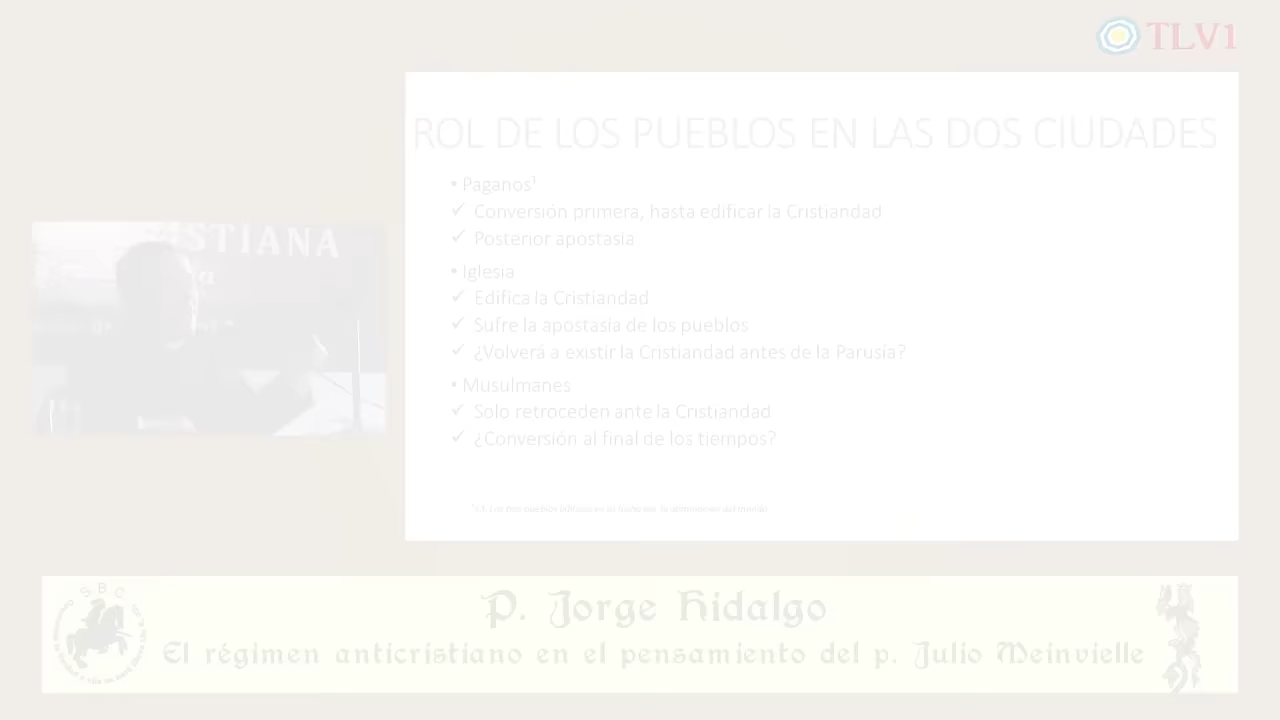 TLV1
ROL DE LOS PUEBLOS EN LAS DOS CIUDADES
• Paganos¹
✓ Conversión primera, hasta edificar la Cristiandad
✓ Posterior apostasía
• Iglesia
✓ Edifica la Cristiandad
✓ Sufre la apostasía de los pueblos
✓ ¿Volverá a existir la Cristiandad antes de la Parusía?
• Musulmanes
✓ Solo retroceden ante la Cristiandad
✓ ¿Conversión al final de los tiempos?
STIANA
S B C
P. Jorge Hidalgo
El régimen anticristiano en el pensamiento del p. Julio Meinvielle